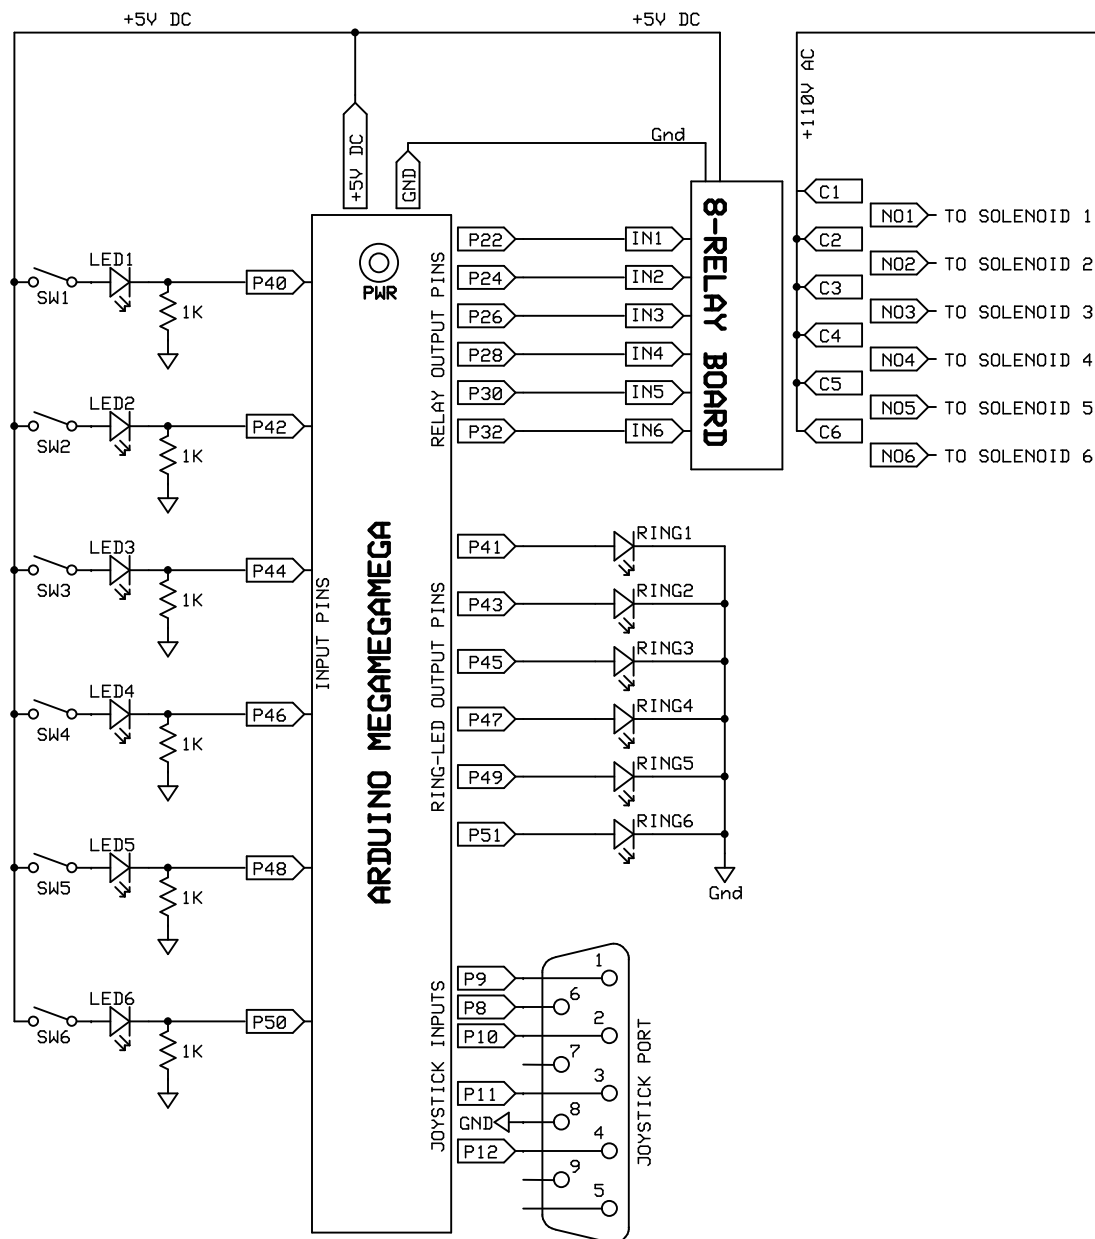 +5V DC
+5V DC
+110V AC
+5V DC
GND
Gnd
C1
NO1 TO SOLENOID 1
C2
NO2 TO SOLENOID 2
C3
NO3 TO SOLENOID 3
C4
NO4 TO SOLENOID 4
C5
NO5 TO SOLENOID 5
C6
NO6 TO SOLENOID 6
8-RELAY BOARD
PWR
ARDUINO MEGAMEGAMEGA
INPUT PINS
RELAY OUTPUT PINS
RING-LED OUTPUT PINS
JOYSTICK INPUTS
SW1
LED1
1K
P40
SW2
LED2
1K
P42
SW3
LED3
1K
P44
SW4
LED4
1K
P46
SW5
LED5
1K
P48
SW6
LED6
1K
P50
P22 IN1
P24 IN2
P26 IN3
P28 IN4
P30 IN5
P32 IN6
P41 RING1
P43 RING2
P45 RING3
P47 RING4
P49 RING5
P51 RING6
Gnd
P9 1
P8 6
P10 2
7
P11 3
GND 8
P12 4
9
5
JOYSTICK PORT